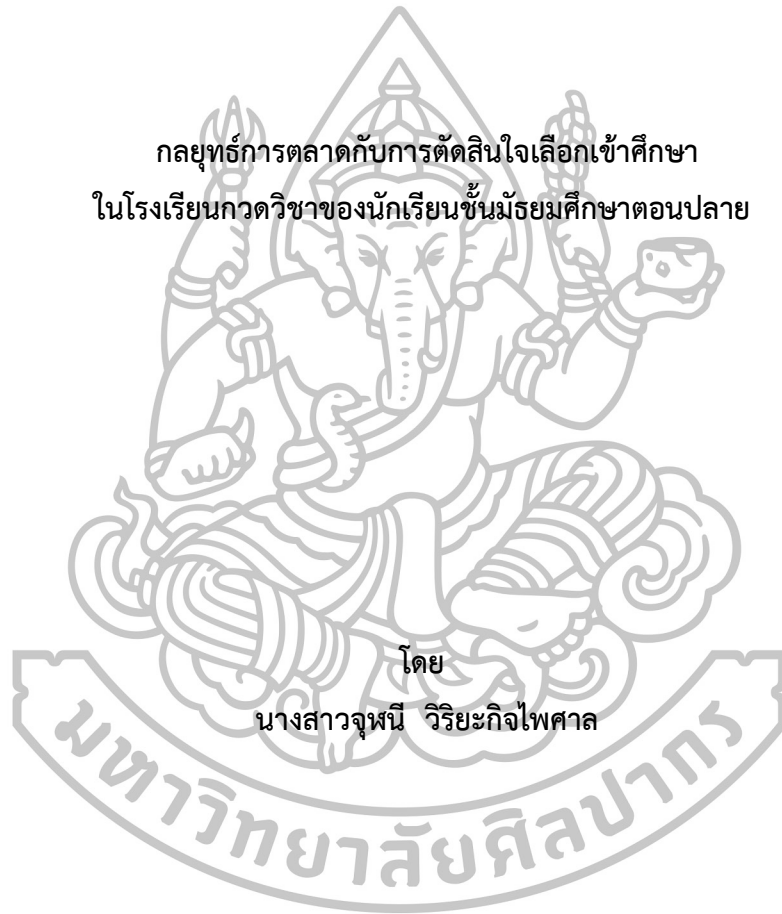 กลยุทธ์การตลาดกับการตัดสินใจเลือกเข้าศึกษา
ในโรงเรียนกวดวิชาของนักเรียนชั้นมัธยมศึกษาตอนปลาย
โดย
นางสาวจุฬนี  วิริยะกิจไพศาล
มหาวิทยาลัยศิลปากร